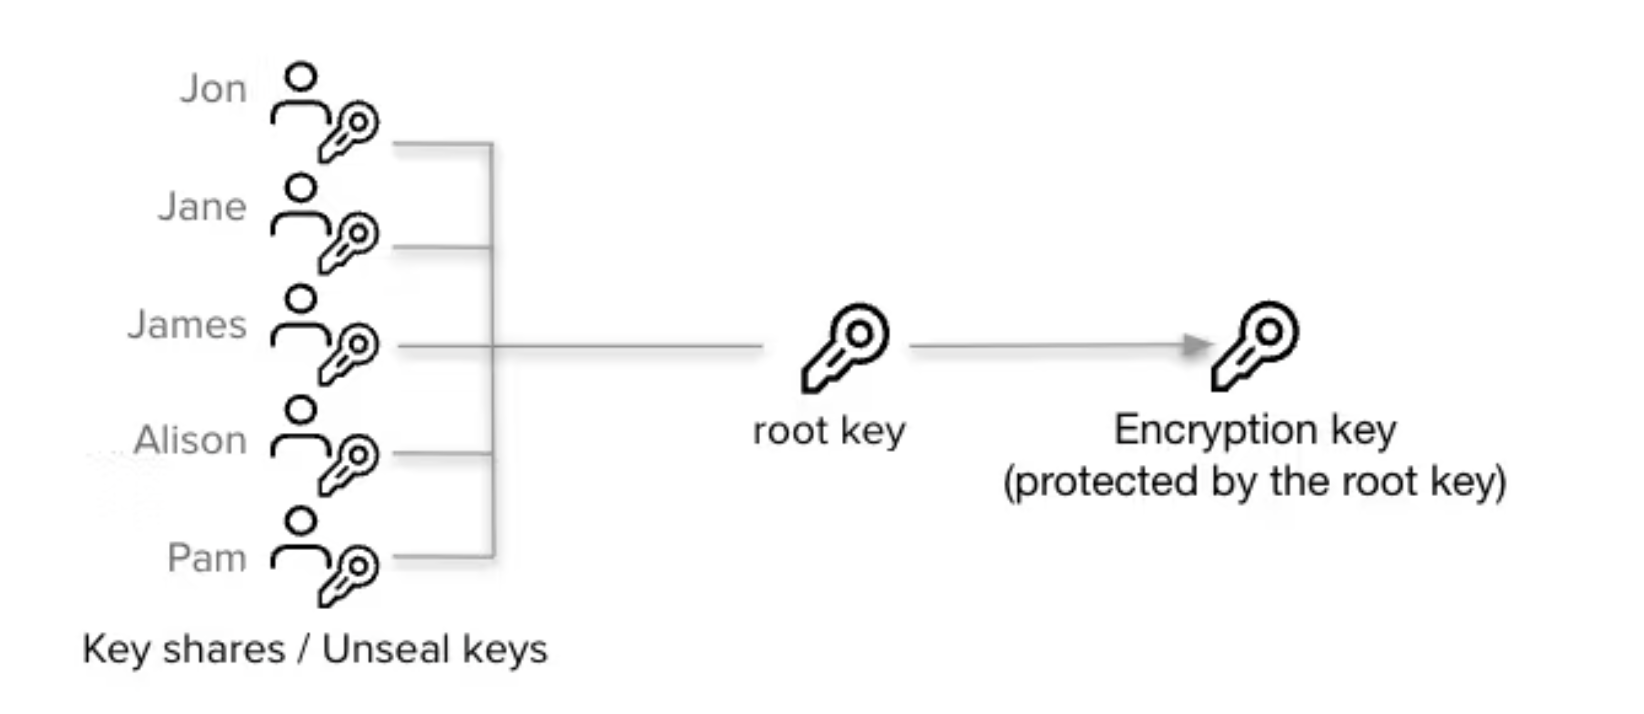 Jon
Jane
James
Alison
Pam
Key shares / Unseal keys
root key
Encryption key
(protected by the root key)